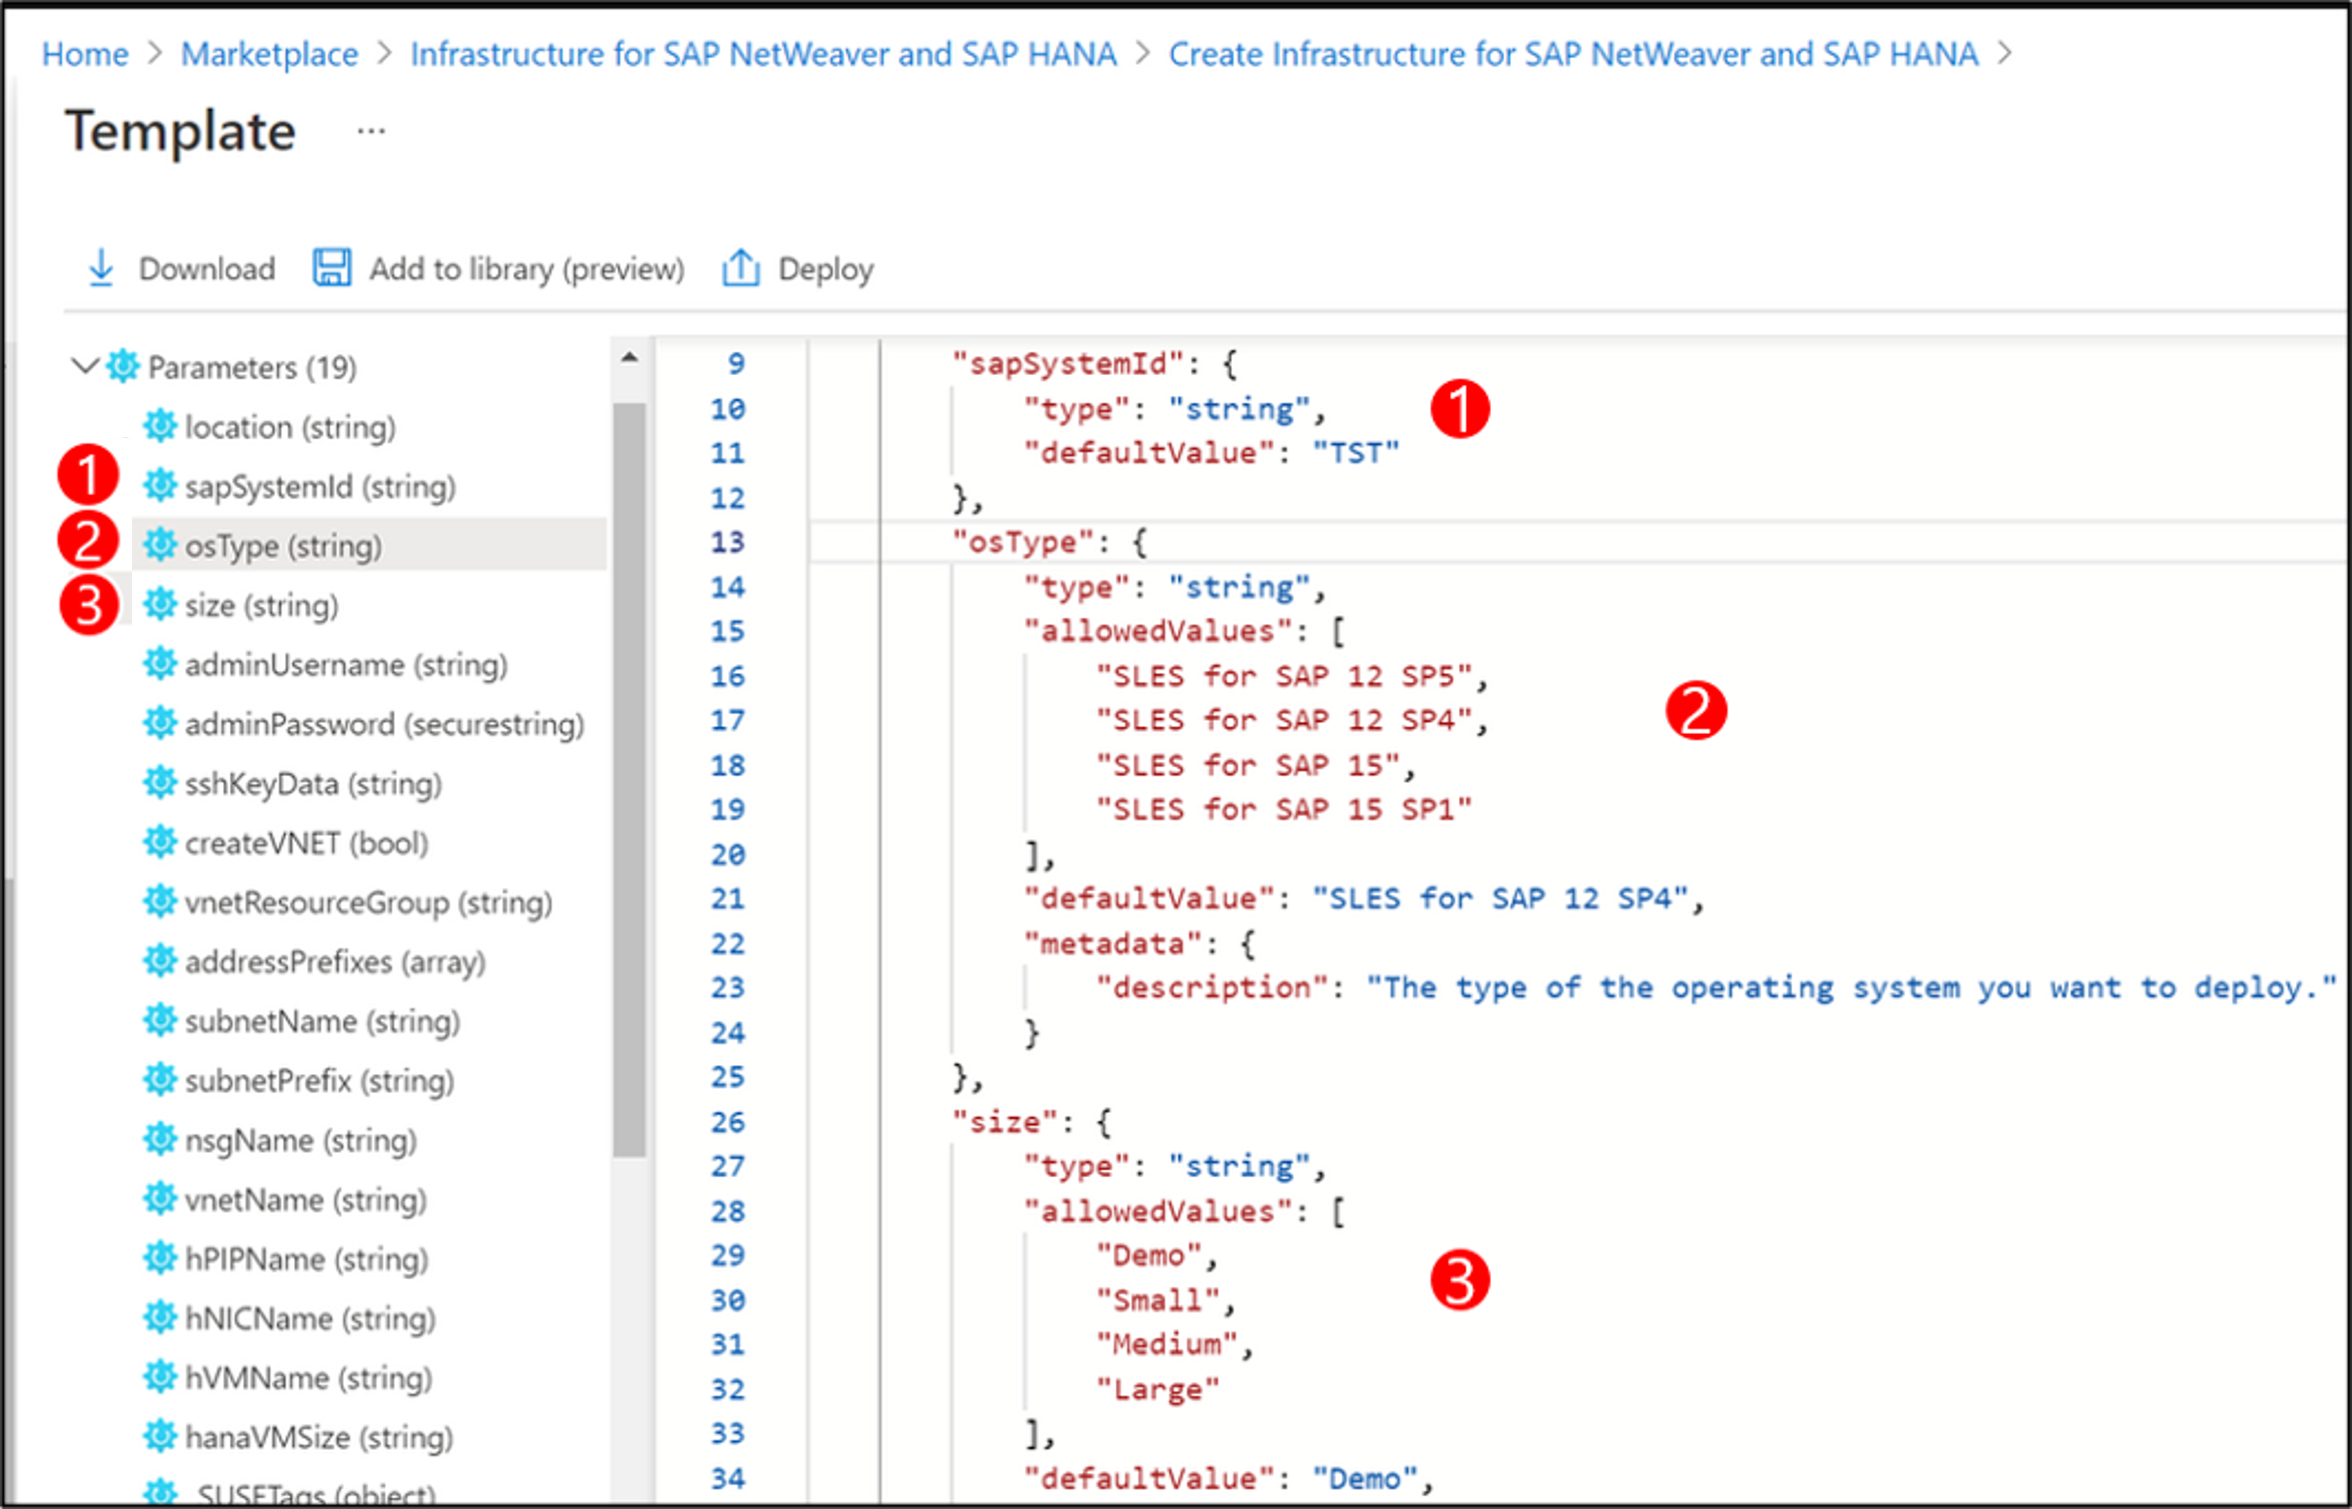 Home > Marketplace > Infrastructure for SAP NetWeaver and SAP HANA > Create Infrastructure for SAP NetWeaver and SAP HANA >
Template ...
Download Add to library (preview) Deploy
Parameters (19)
location (string)
1 sapSystemId (string)
2 osType (string)
3 size (string)
adminUsername (string)
adminPassword (securestring)
sshKeyData (string)
createVNET (bool)
vnetResourceGroup (string)
addressPrefixes (array)
subnetName (string)
subnetPrefix (string)
nsgName (string)
vnetName (string)
hPIPName (string)
hNICName (string)
hVMName (string)
hanaVMSize (string)
_SUSETags (object)
9 "sapSystemId": {
10 "type": "string", 1
11 "defaultValue": "TST"
12 },
13 "osType": {
14 "type": "string",
15 "allowedValues": [
16 "SLES for SAP 12 SP5",
17 "SLES for SAP 12 SP4", 2
18 "SLES for SAP 15",
19 "SLES for SAP 15 SP1"
20 ],
21 "defaultValue": "SLES for SAP 12 SP4",
22 "metadata": {
23 "description": "The type of the operating system you want to deploy."
24 }
25 },
26 "size": {
27 "type": "string",
28 "allowedValues": [
29 "Demo", 3
30 "Small",
31 "Medium",
32 "Large"
33 ],
34 "defaultValue": "Demo",